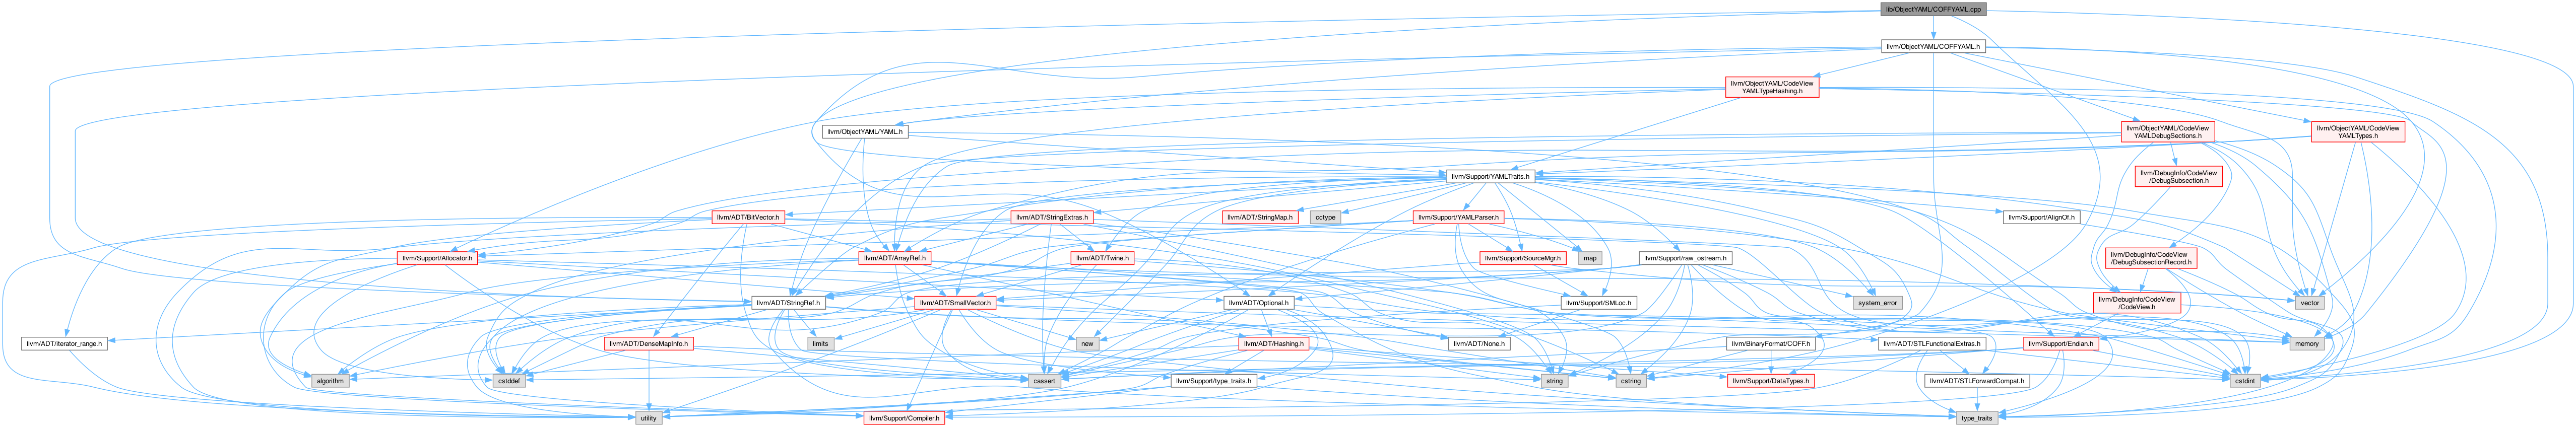 lib/ObjectYAML/COFFYAML.cpp
llvm/ObjectYAML/COFFYAML.h
llvm/ObjectYAML/CodeView
YAMLTypeHashing.h
llvm/ObjectYAML/YAML.h
llvm/ObjectYAML/CodeView
YAMLDebugSections.h
llvm/ObjectYAML/CodeView
YAMLTypes.h
llvm/Support/YAMLTraits.h
llvm/DebugInfo/CodeView
/DebugSubsection.h
llvm/ADT/BitVector.h
llvm/ADT/StringExtras.h
llvm/ADT/StringMap.h
cctype
llvm/Support/YAMLParser.h
llvm/Support/AlignOf.h
llvm/Support/Allocator.h
llvm/ADT/ArrayRef.h
llvm/ADT/Twine.h
llvm/Support/SourceMgr.h
map
llvm/Support/raw_ostream.h
llvm/DebugInfo/CodeView
/DebugSubsectionRecord.h
llvm/ADT/StringRef.h
llvm/ADT/SmallVector.h
llvm/ADT/Optional.h
llvm/Support/SMLoc.h
system_error
llvm/DebugInfo/CodeView
/CodeView.h
vector
llvm/ADT/iterator_range.h
llvm/ADT/DenseMapInfo.h
limits
new
llvm/ADT/Hashing.h
llvm/ADT/None.h
llvm/BinaryFormat/COFF.h
llvm/ADT/STLFunctionalExtras.h
llvm/Support/Endian.h
memory
algorithm
cstddef
cassert
llvm/Support/type_traits.h
string
cstring
llvm/Support/DataTypes.h
llvm/ADT/STLForwardCompat.h
cstdint
utility
llvm/Support/Compiler.h
type_traits